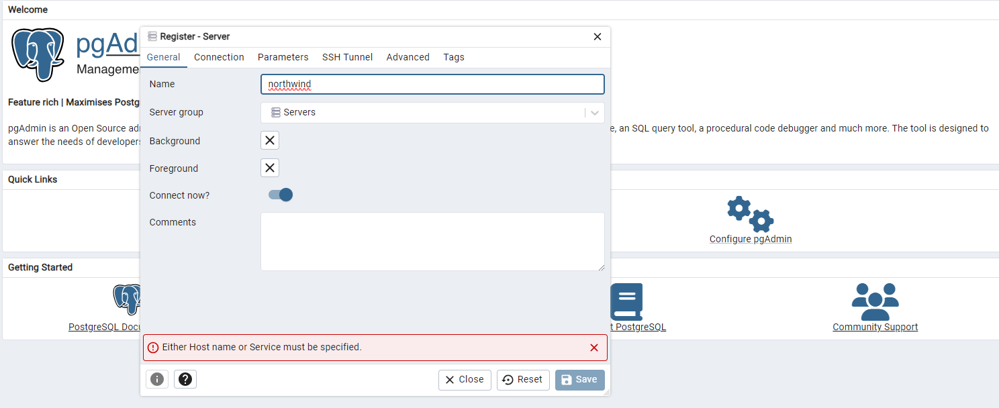 Welcome
pgAd
Manageme
Feature rich | Maximises Postg
pgAdmin is an Open Source
e, an SQL query tool, a procedural code debugger and much more. The tool is designed to
answer the needs of developers
Register - Server
General Connection Parameters SSH Tunnel Advanced Tags
Name northwind
Server group Servers
Background
Foreground
Connect now?
Comments
Either Host name or Service must be specified.
Close Reset Save
Quick Links
Configure pgAdmin
Getting Started
PostgreSQL Docu
t PostgreSQL
Community Support